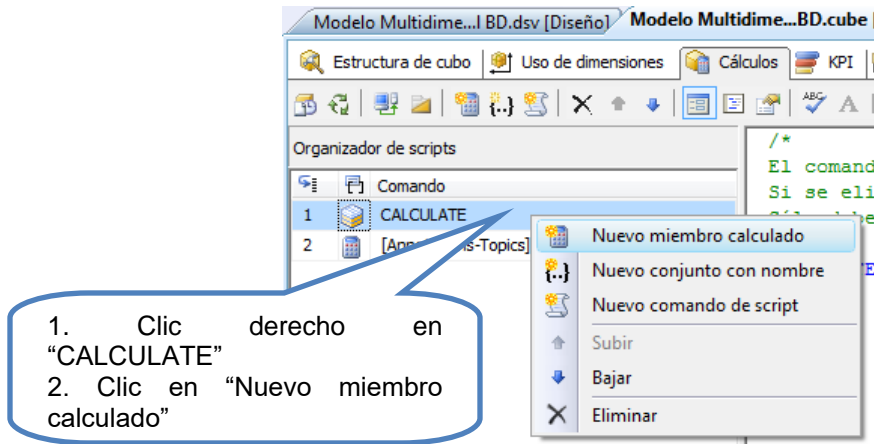 Modelo Multidime...l BD.dsv [Diseño]
Modelo Multidime...BD.cube [
Estructura de cubo
Uso de dimensiones
Cálculos
KPI
ABC
A
Organizador de scripts
Comando
1 CALCULATE
2 s-Topics]
/*
El comand
Si se eli
Nuevo miembro calculado
Nuevo conjunto con nombre
Nuevo comando de script
Subir
Bajar
Eliminar
1. Clic derecho en
“CALCULATE”
2. Clic en “Nuevo miembro
calculado”